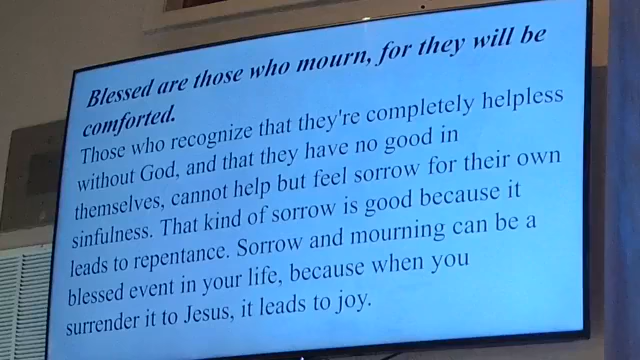 Blessed are those who mourn, for they will be
comforted.
Those who recognize that they're completely helpless
without God, and that they have no good in
themselves, cannot help but feel sorrow for their own
sinfulness. That kind of sorrow is good because it
leads to repentance. Sorrow and mourning can be a
blessed event in your life, because when you
surrender it to Jesus, it leads to joy.